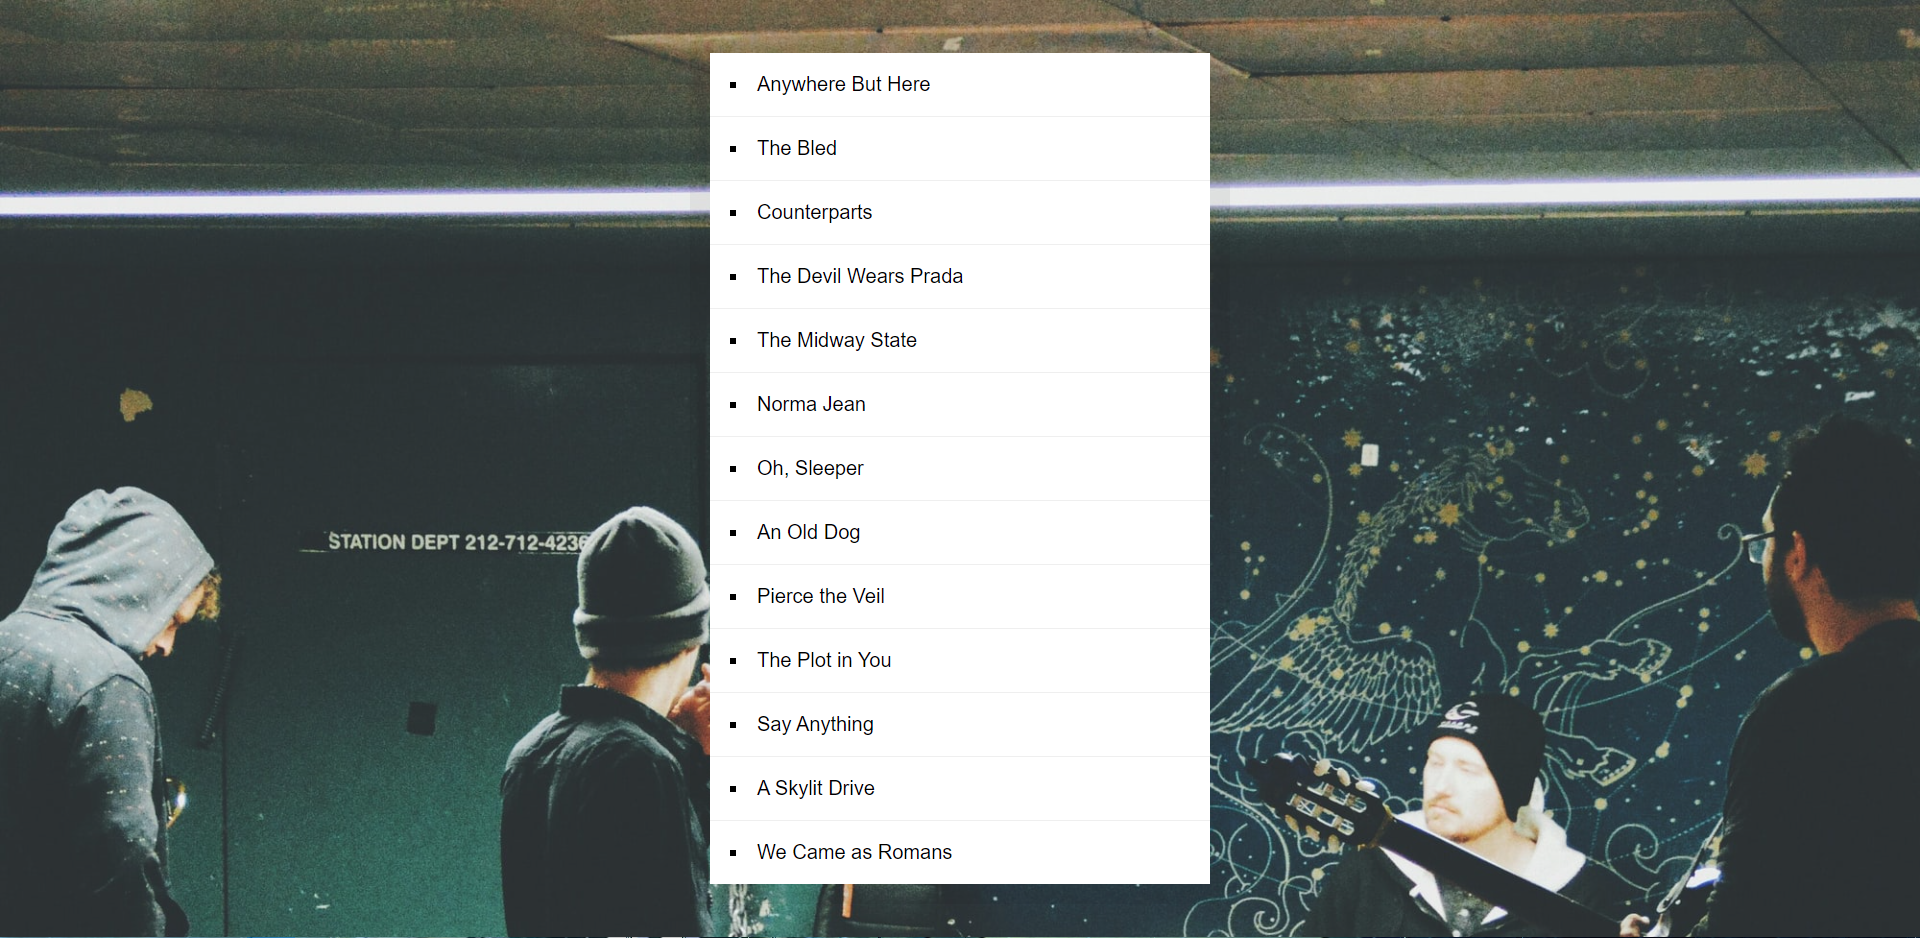 Anywhere But Here
The Bled
Counterparts
The Devil Wears Prada
The Midway State
Norma Jean
Oh, Sleeper
STATION DEPT 212-712-4236
An Old Dog
Pierce the Veil
The Plot in You
Say Anything
A Skylit Drive
We Came as Romans